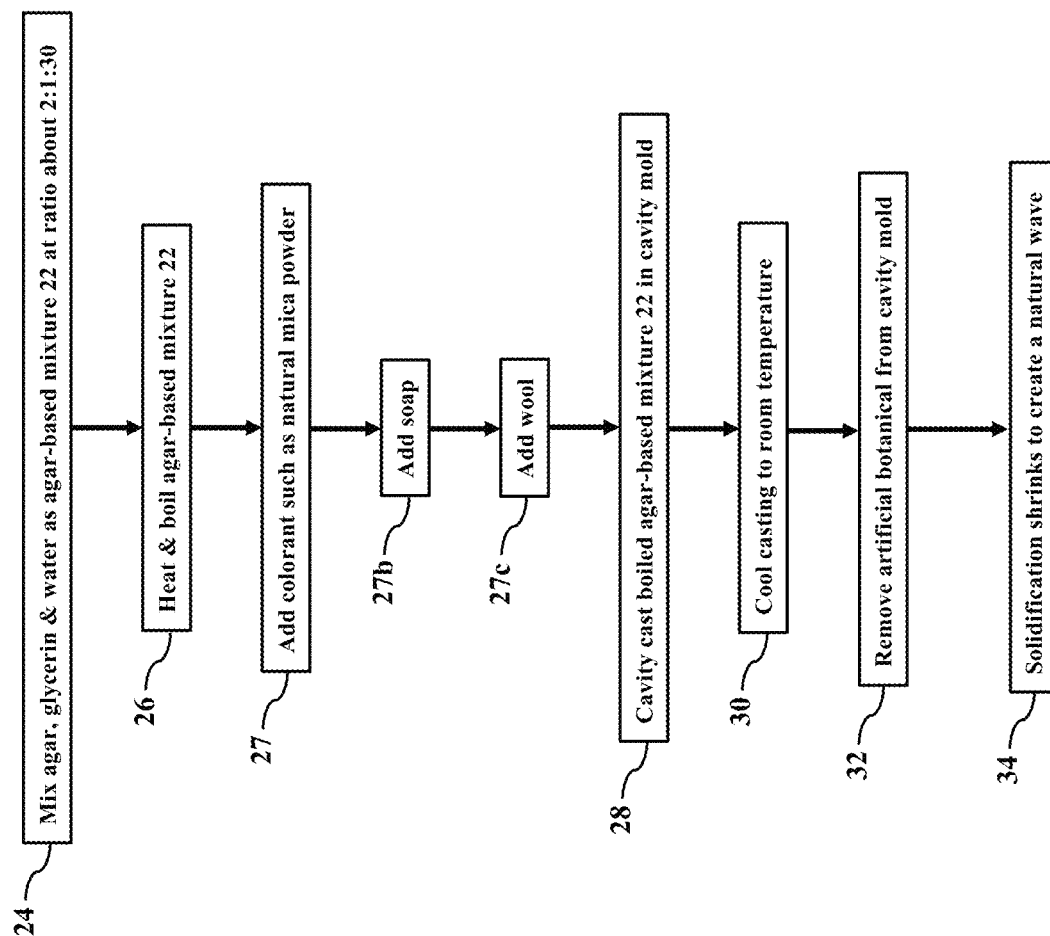 24
Mix agar, glycerin & water as agar-based mixture 22 at ratio about 2:1:30
26
Heat & boil agar-based mixture 22
27
Add colorant such as natural mica powder
27b
Add soap
27c
Add wool
28
Cavity cast boiled agar-based mixture 22 in cavity mold
30
Cool casting to room temperature
32
Remove artificial botanical from cavity mold
34
Solidification shrinks to create a natural wave